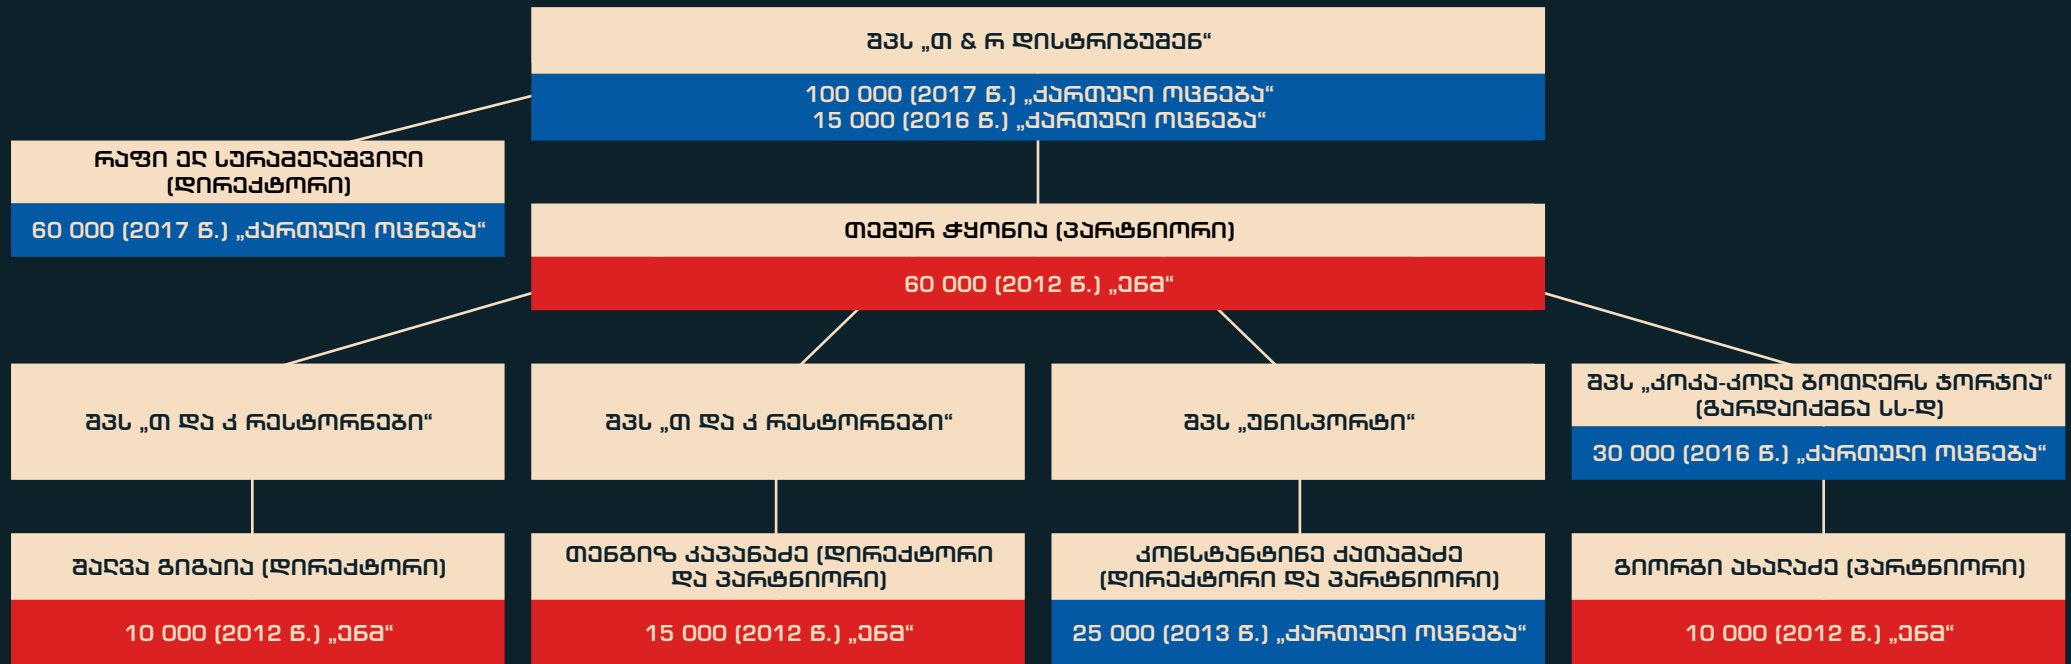 შპს „თ & რ დისტრიბუშენ“
100 000 (2017 წ.) „ქართული ოცნება“
15 000 (2016 წ.) „ქართული ოცნება“
რაფი ელ სურამელაშვილი
(დირექტორი)
60 000 (2017 წ.) „ქართული ოცნება“
თემურ ჭყონია (პარტნიორი)
60 000 (2012 წ.) „ენმ“
შპს „თ და კ რესტორნები“
შპს „თ და კ რესტორნები“
შპს „უნისპორტი“
შპს „კოკა-კოლა ბოთლერს ჯორჯია“
(გარდაიქმნა სს-დ)
30 000 (2016 წ.) „ქართული ოცნება“
შალვა გიგაია (დირექტორი)
10 000 (2012 წ.) „ენმ“
თენგიზ კაპანაძე (დირექტორი
და პარტნიორი)
15 000 (2012 წ.) „ენმ“
კონსტანტინე ქათამაძე
(დირექტორი და პარტნიორი)
25 000 (2013 წ.) „ქართული ოცნება“
გიორგი ახალაძე (პარტნიორი)
10 000 (2012 წ.) „ენმ“